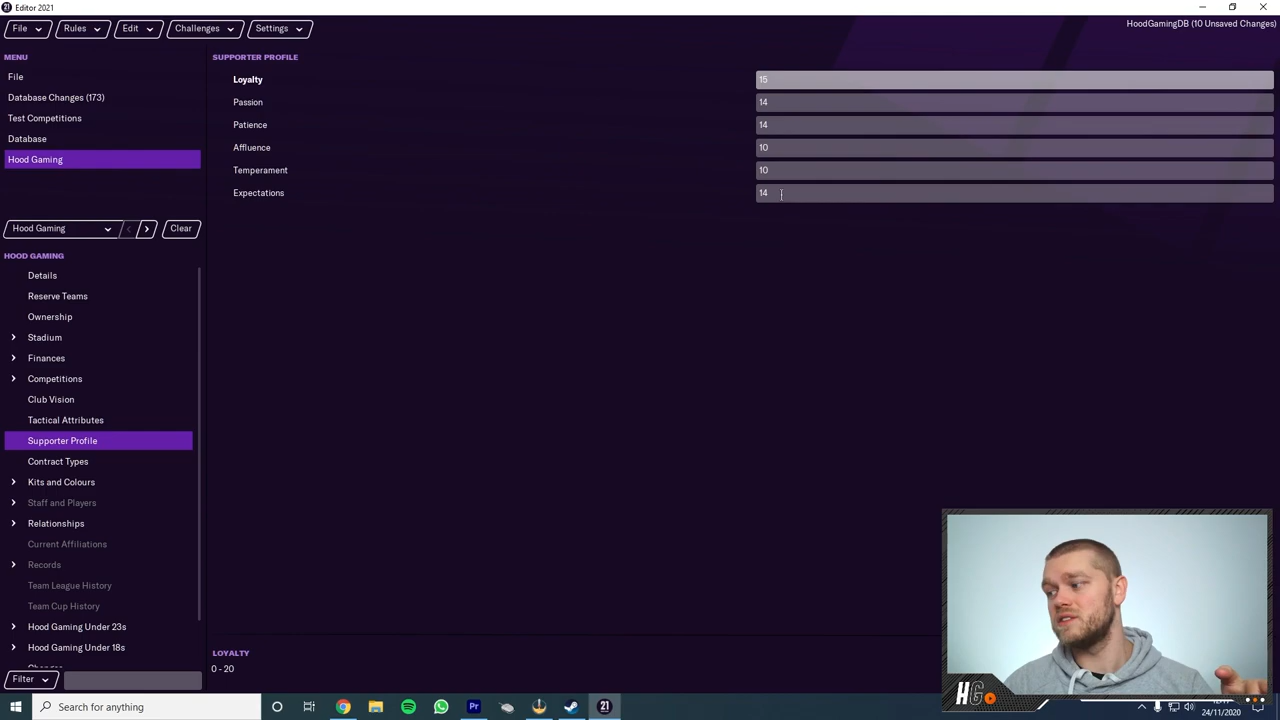 Editor 2021
File
Rules
Edit
Challenges
Settings
HoodGamingDB (10 Unsaved Changes)
MENU
File
Database Changes (173)
Test Competitions
Database
Hood Gaming
Hood Gaming
Clear
HOOD GAMING
Details
Reserve Teams
Ownership
Stadium
Finances
Competitions
Club Vision
Tactical Attributes
Supporter Profile
Contract Types
Kits and Colours
Staff and Players
Relationships
Current Affiliations
Records
Team League History
Team Cup History
Hood Gaming Under 23s
Hood Gaming Under 18s
Changes
Filter
SUPPORTER PROFILE
Loyalty 15
Passion 14
Patience 14
Affluence 10
Temperament 10
Expectations 14
LOYALTY
0 - 20
HG
Search for anything
Pr
21
24/11/2020